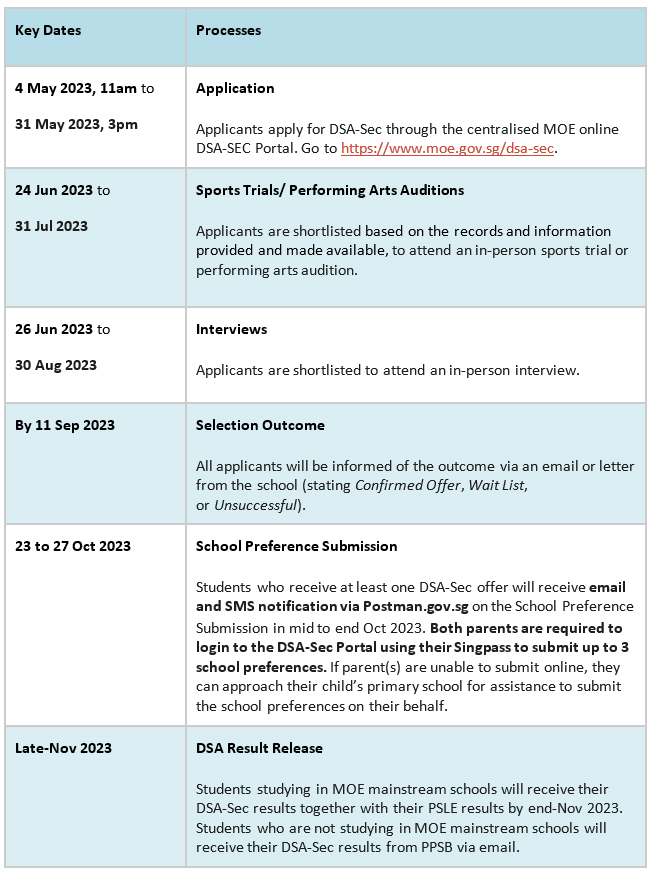 Key Dates
Processes
4 May 2023, 11am to
31 May 2023, 3pm
Application
Applicants apply for DSA-Sec through the centralised MOE online
DSA-SEC Portal. Go to https://www.moe.gov.sg/dsa-sec.
24 Jun 2023 to
31 Jul 2023
Sports Trials/ Performing Arts Auditions
Applicants are shortlisted based on the records and information
provided and made available, to attend an in-person sports trial or
performing arts audition.
26 Jun 2023 to
30 Aug 2023
Interviews
Applicants are shortlisted to attend an in-person interview.
By 11 Sep 2023
Selection Outcome
All applicants will be informed of the outcome via an email or letter
from the school (stating Confirmed Offer, Wait List,
or Unsuccessful).
23 to 27 Oct 2023
School Preference Submission
Students who receive at least one DSA-Sec offer will receive email
and SMS notification via Postman.gov.sg on the School Preference
Submission in mid to end Oct 2023. Both parents are required to
login to the DSA-Sec Portal using their Singpass to submit up to 3
school preferences. If parent(s) are unable to submit online, they
can approach their child’s primary school for assistance to submit
the school preferences on their behalf.
Late-Nov 2023
DSA Result Release
Students studying in MOE mainstream schools will receive their
DSA-Sec results together with their PSLE results by end-Nov 2023.
Students who are not studying in MOE mainstream schools will
receive their DSA-Sec results from PPSB via email.